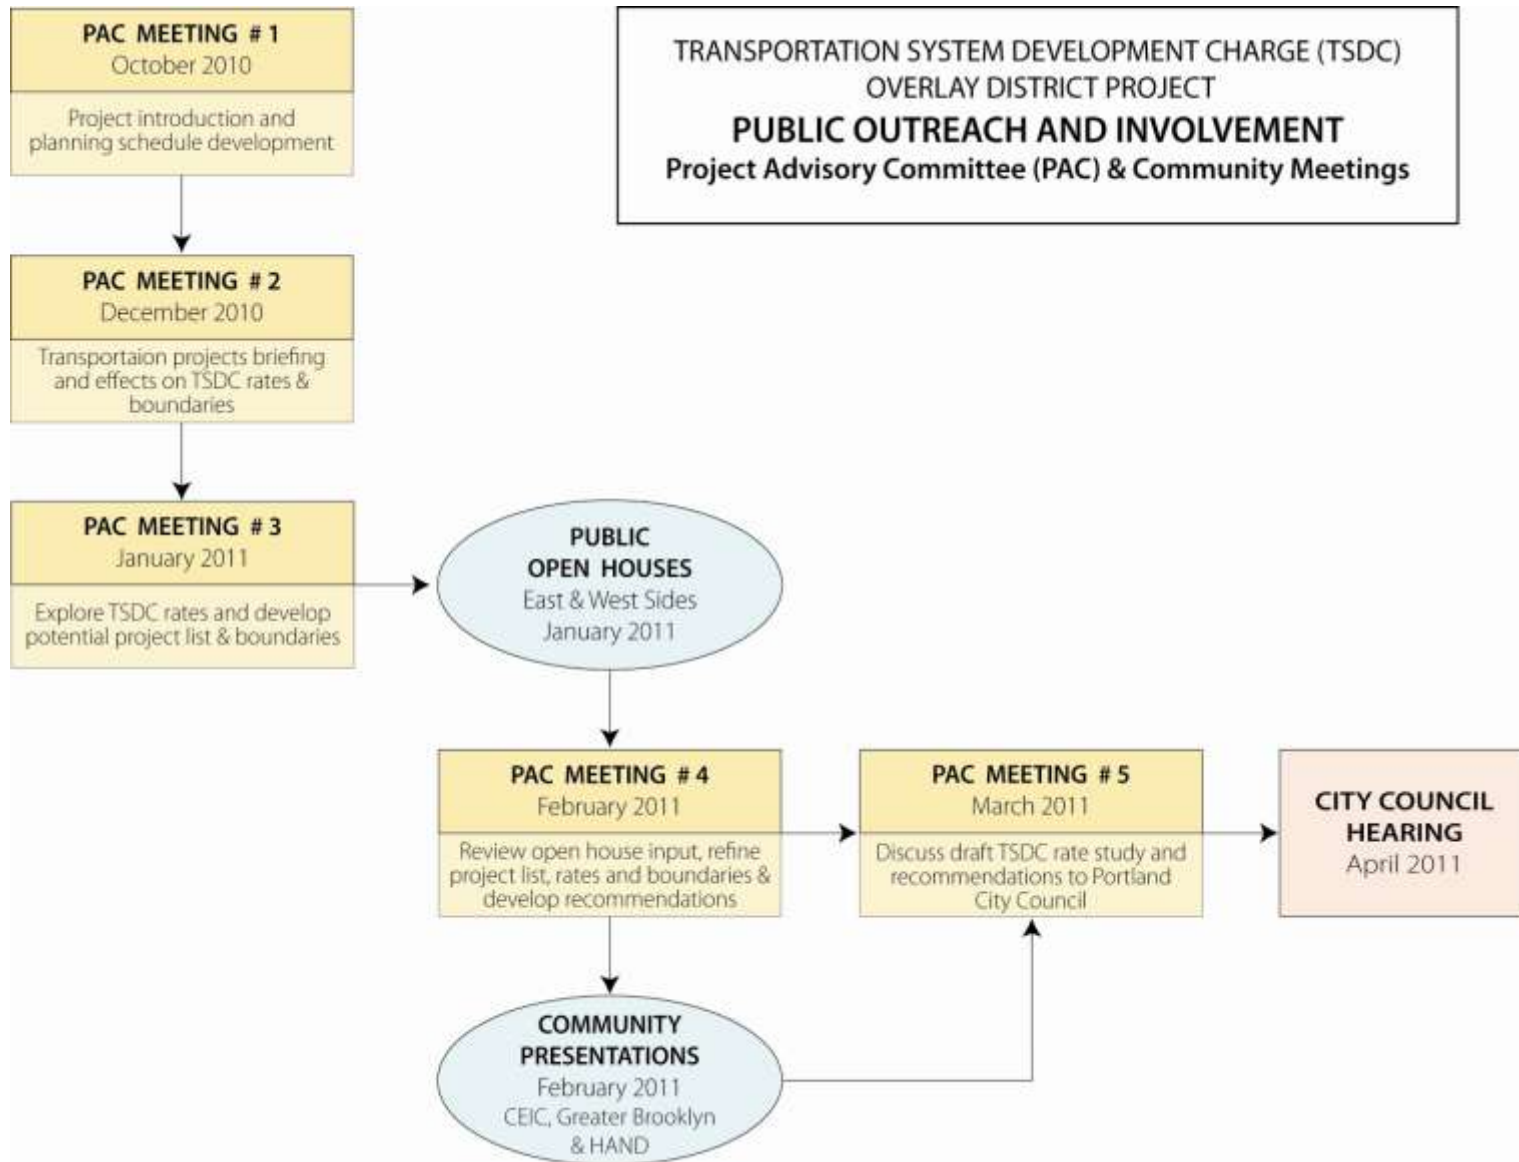 TRANSPORTATION SYSTEM DEVELOPMENT CHARGE (TSDC)
OVERLAY DISTRICT PROJECT
PUBLIC OUTREACH AND INVOLVEMENT
Project Advisory Committee (PAC) & Community Meetings
PAC MEETING # 1
October 2010
Project introduction and
planning schedule development
PAC MEETING # 2
December 2010
Transportaion projects briefing
and effects on TSDC rates &
boundaries
PAC MEETING # 3
January 2011
Explore TSDC rates and develop
potential project list & boundaries
PUBLIC
OPEN HOUSES
East & West Sides
January 2011
PAC MEETING # 4
February 2011
Review open house input, refine
project list, rates and boundaries &
develop recommendations
COMMUNITY
PRESENTATIONS
February 2011
CEIC, Greater Brooklyn
& HAND
PAC MEETING # 5
March 2011
Discuss draft TSDC rate study and
recommendations to Portland
City Council
CITY COUNCIL
HEARING
April 2011